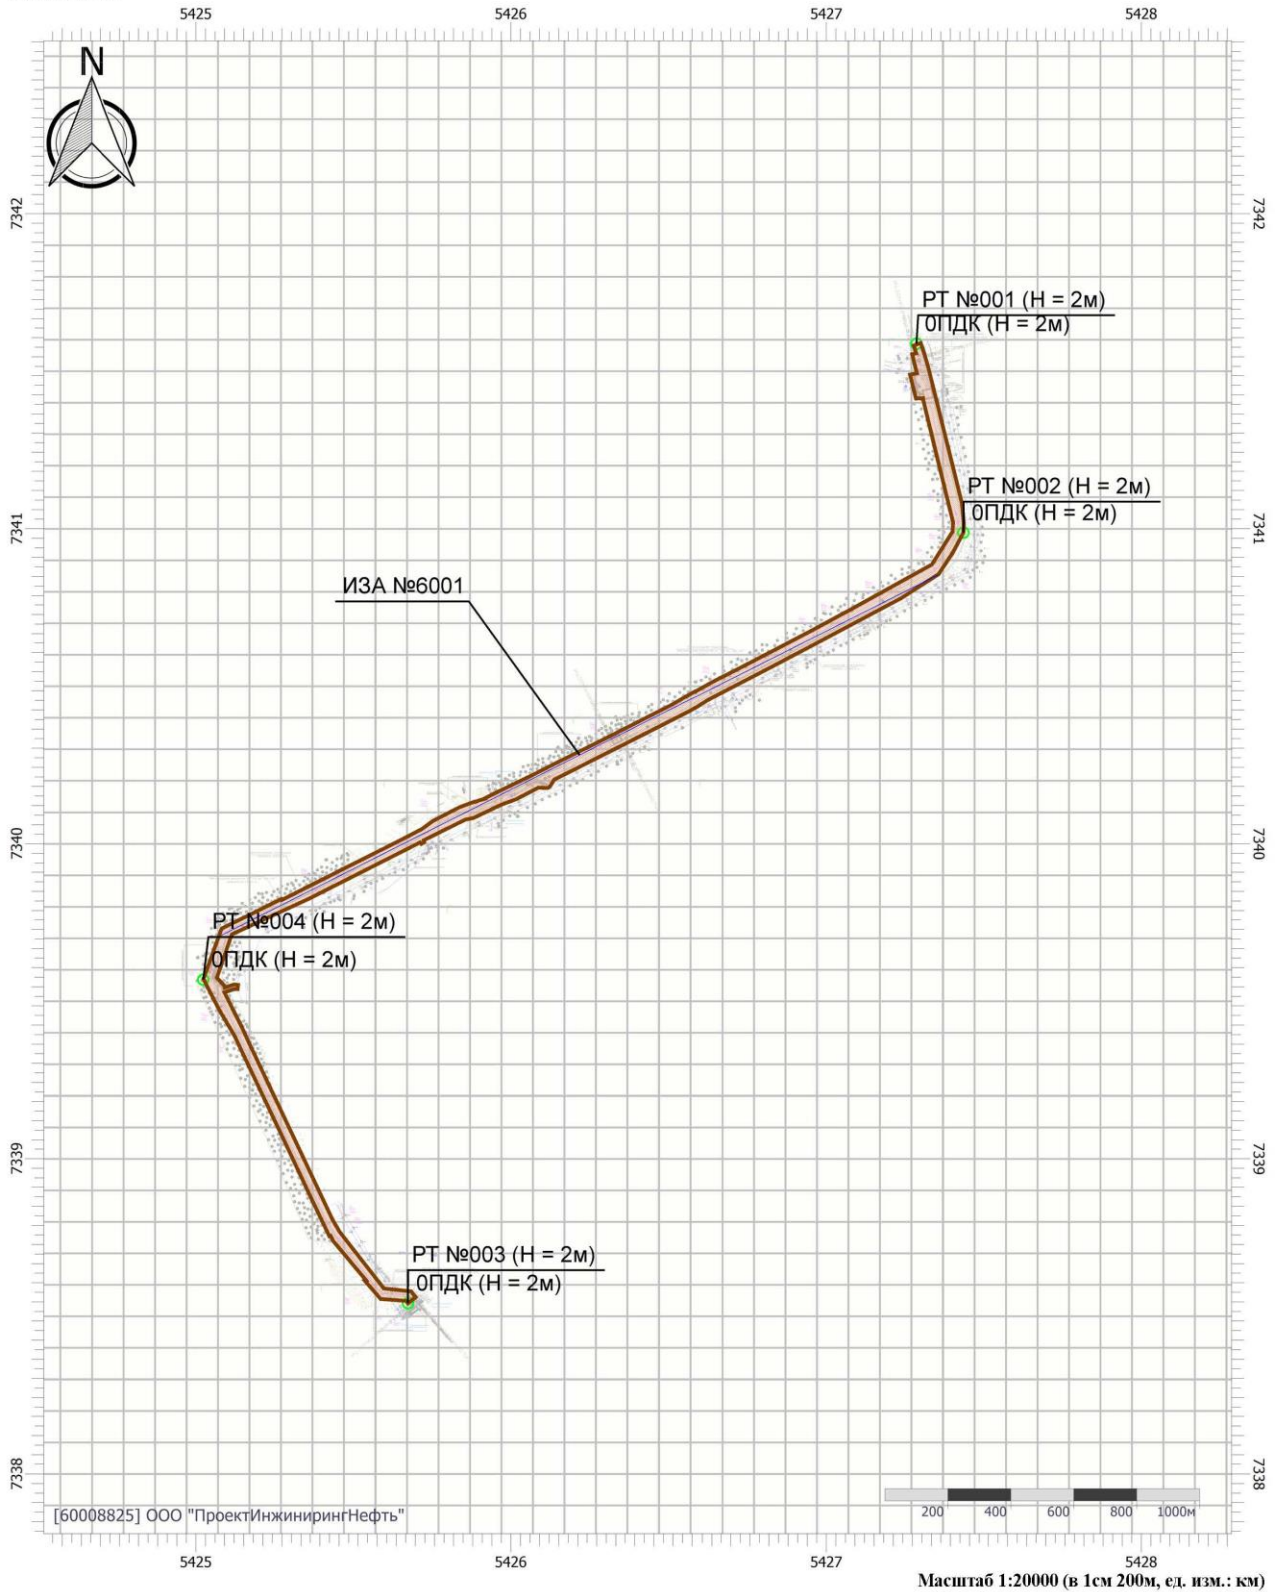 5425 5426 5427 5428
N
7342 7342
РТ №001 (Н = 2м)
0ПДК (Н = 2м)
РТ №002 (Н = 2м)
0ПДК (Н = 2м)
7341 7341
ИЗА №6001
7340 7340
РТ №004 (Н = 2м)
0ПДК (Н = 2м)
7339 7339
РТ №003 (Н = 2м)
0ПДК (Н = 2м)
7338 7338
[60008825] ООО "ПроектИнжинирингНефть"
200 400 600 800 1000м
5425 5426 5427 5428
Масштаб 1:20000 (в 1см 200м, ед. изм.: км)